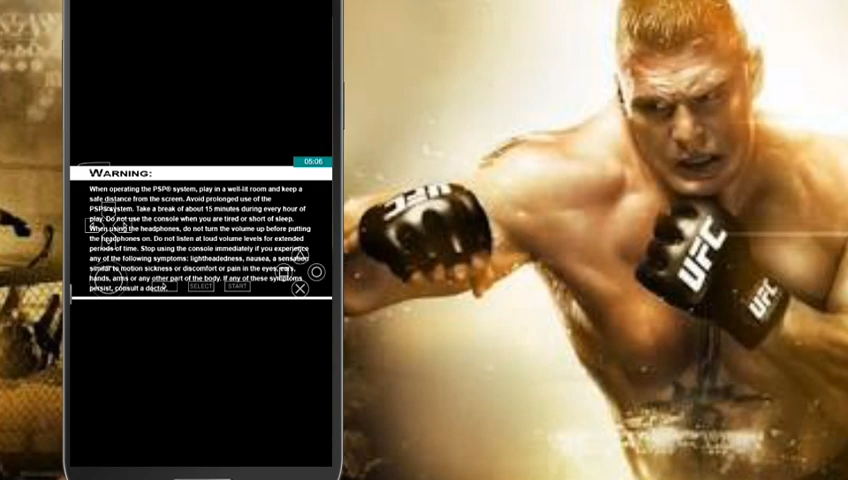 05:06
WARNING:
When operating the PSP® system, play in a well-lit room and keep a
safe distance from the screen. Avoid prolonged use of the
PSP® system. Take a break of about 15 minutes during every hour of
play. Do not use the console when you are tired or short of sleep.
When using the headphones, do not turn the volume up before putting
the headphones on. Do not listen at loud volume levels for extended
periods of time. Stop using the console immediately if you experience
any of the following symptoms: lightheadedness, nausea, a sensation
similar to motion sickness or discomfort or pain in the eyes, ears,
hands, arms or any other part of the body. If any of these symptoms
persist, consult a doctor.
SELECT START
UFC
UFC
UFC